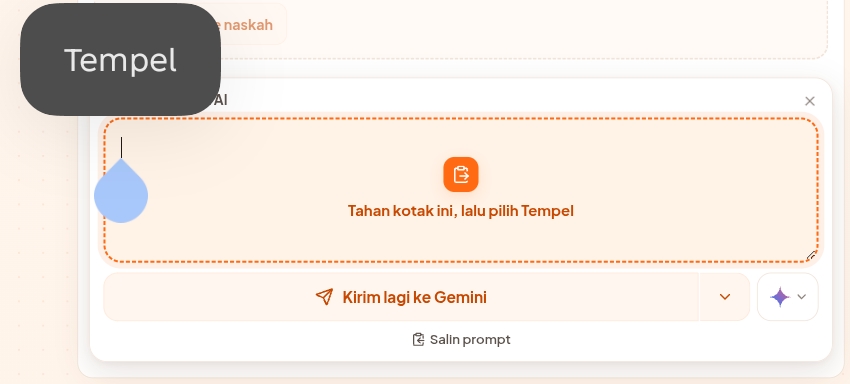 naskah
Tempel
AI
Tahan kotak ini, lalu pilih Tempel
Kirim lagi ke Gemini
Salin prompt